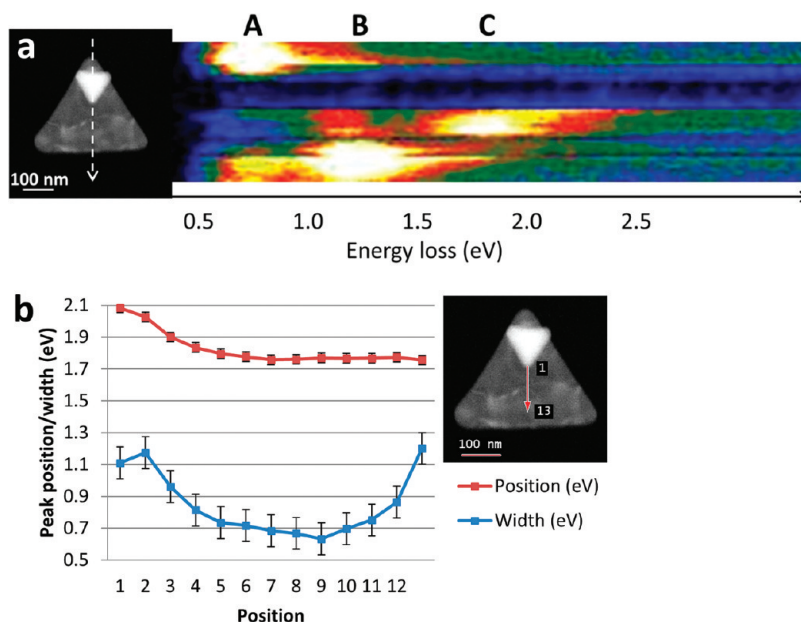 a
A B C
100 nm
0.5 1.0 1.5 2.0 2.5
Energy loss (eV)
b
Peak position/width (eV)
2.1
1.9
1.7
1.5
1.3
1.1
0.9
0.7
0.5
1 2 3 4 5 6 7 8 9 10 11 12
Position
1
13
100 nm
Position (eV)
Width (eV)